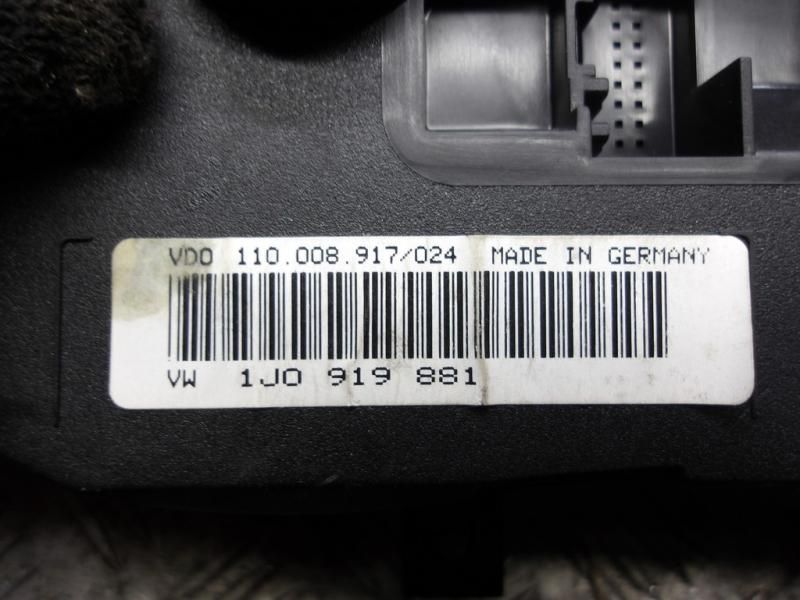 VDO 110.008.917/024 MADE IN GERMANY
VW 1J0 919 881